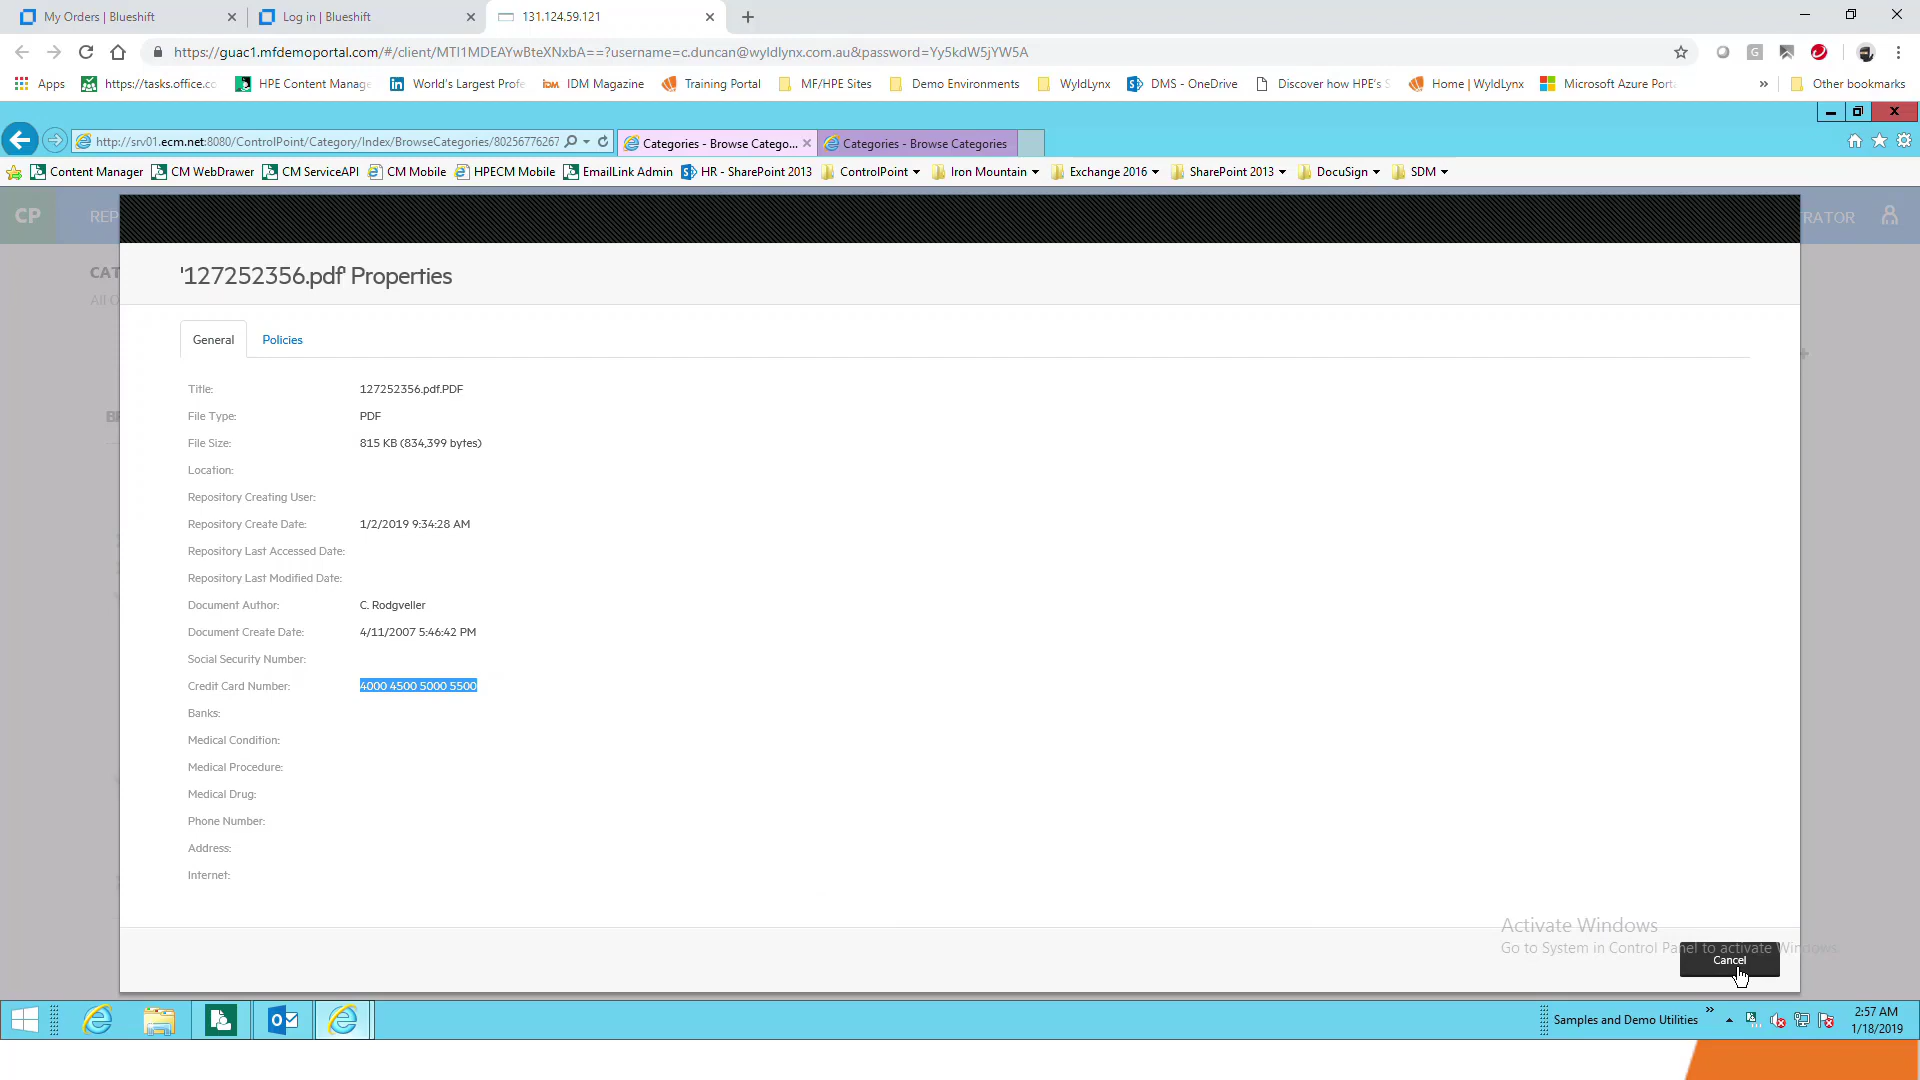 My Orders | Blueshift
Log in | Blueshift
131.124.59.121
https://guac1.mfdemoportal.com/#/client/MTI1MDEAYwBteXNxbA==?username=c.duncan@wyldlynx.com.au&password=Yy5kdW5jYW5A
Apps
https://tasks.office.co
HPE Content Manage
World's Largest Profe
IDM Magazine
Training Portal
MF/HPE Sites
Demo Environments
WyldLynx
DMS - OneDrive
Discover how HPE's S
Home | WyldLynx
Microsoft Azure Porta
Other bookmarks
http://srv01.ecm.net:8080/ControlPoint/Category/Index/BrowseCategories/80256776267
Categories - Browse Catego...
Categories - Browse Categories
Content Manager
CM WebDrawer
CM ServiceAPI
CM Mobile
HPECM Mobile
EmailLink Admin
HR - SharePoint 2013
ControlPoint
Iron Mountain
Exchange 2016
SharePoint 2013
DocuSign
SDM
CP
REP
RATOR
CAT
All O
'127252356.pdf' Properties
General
Policies
Title: 127252356.pdf.PDF
File Type: PDF
File Size: 815 KB (834,399 bytes)
Location:
Repository Creating User:
Repository Create Date: 1/2/2019 9:34:28 AM
Repository Last Accessed Date:
Repository Last Modified Date:
Document Author: C. Rodgveller
Document Create Date: 4/11/2007 5:46:42 PM
Social Security Number:
Credit Card Number: 4000 4500 5000 5500
Banks:
Medical Condition:
Medical Procedure:
Medical Drug:
Phone Number:
Address:
Internet:
Activate Windows
Go to System in Control Panel to activate Windows.
Cancel
Samples and Demo Utilities
2:57 AM
1/18/2019